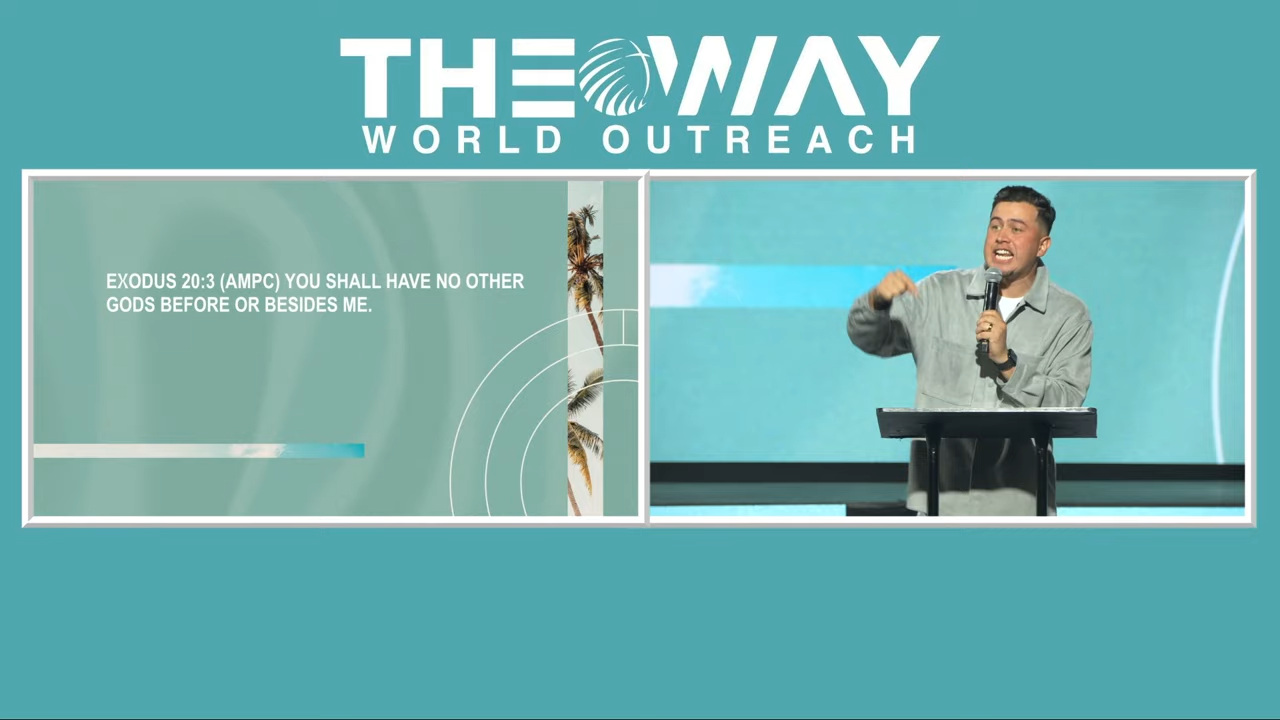 THE WAY
WORLD OUTREACH
EXODUS 20:3 (AMPC) YOU SHALL HAVE NO OTHER
GODS BEFORE OR BESIDES ME.